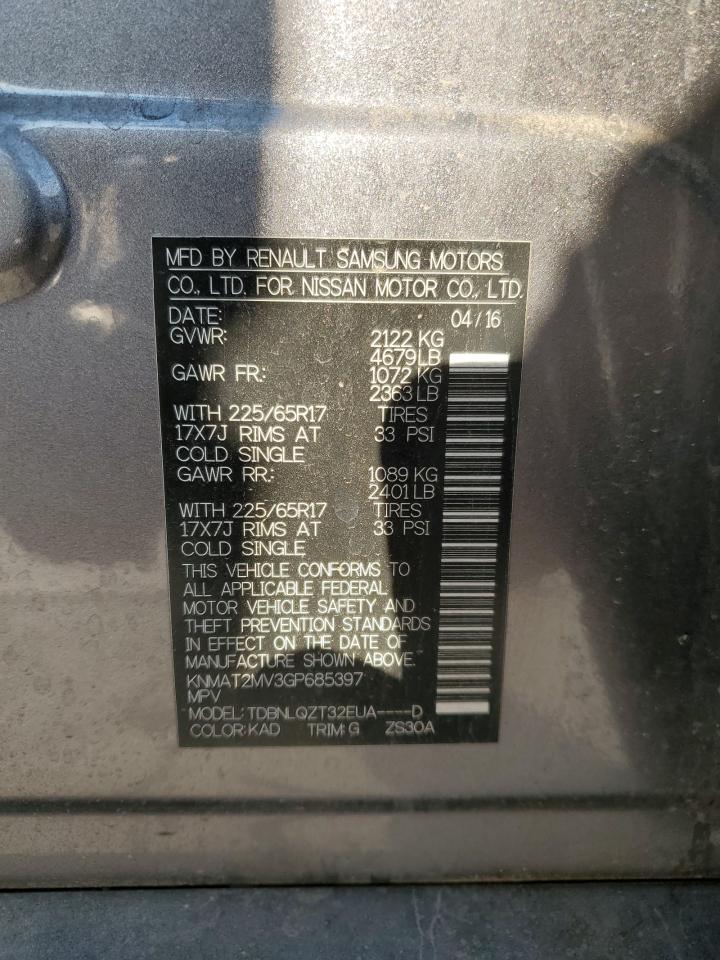 MFD BY RENAULT SAMSUNG MOTORS
CO., LTD. FOR NISSAN MOTOR CO., LTD.
DATE: 04/16
GVWR: 2122 KG
4679LB
GAWR FR: 1072 KG
2363 LB
WITH 225/65R17 TIRES
17X7J RIMS AT 33 PSI
COLD SINGLE
GAWR RR: 1089 KG
2401 LB
WITH 225/65R17 TIRES
17X7J RIMS AT 33 PSI
COLD SINGLE
THIS VEHICLE CONFORMS TO
ALL APPLICABLE FEDERAL
MOTOR VEHICLE SAFETY AND
THEFT PREVENTION STANDARDS
IN EFFECT ON THE DATE OF
MANUFACTURE SHOWN ABOVE.
KNMAT2MV3GP685397
MPV
MODEL: TDBNLQZT32EUA----D
COLOR: KAD TRIM: G ZS30A